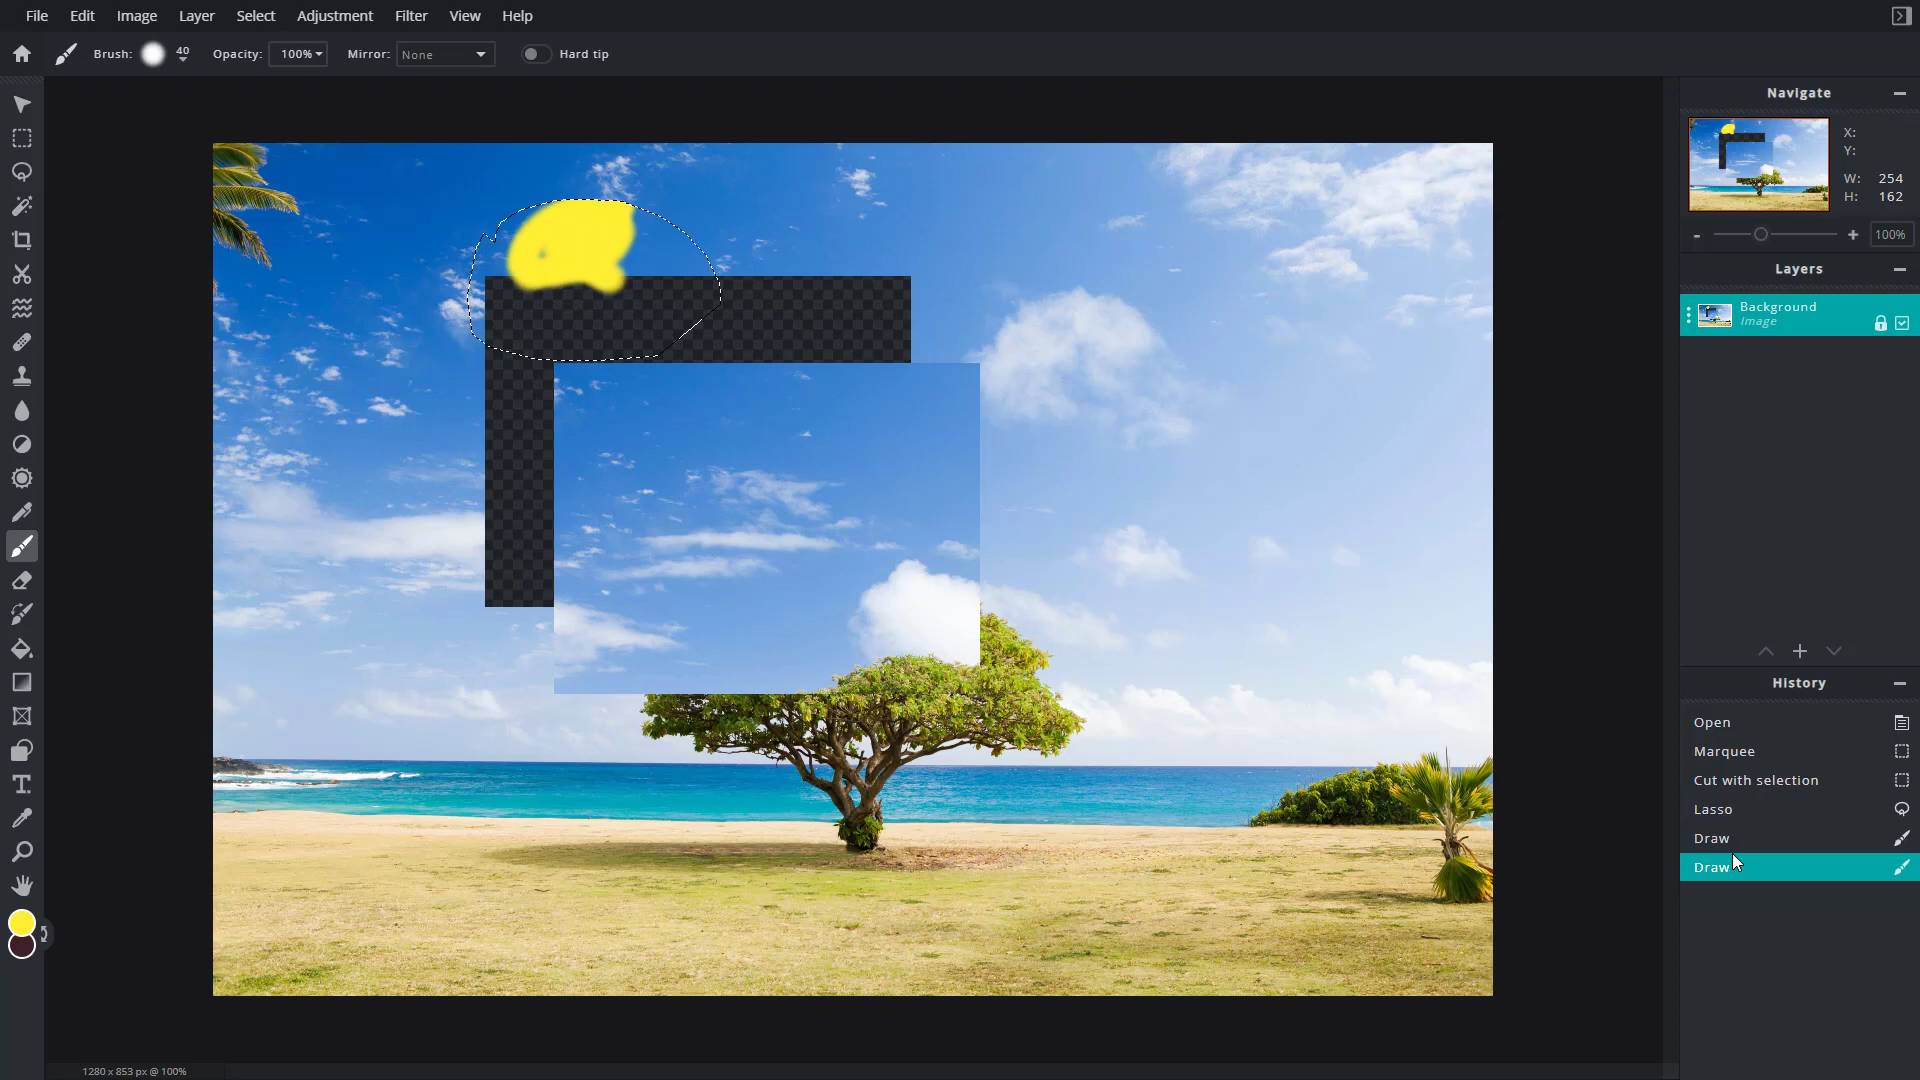 File Edit Image Layer Select Adjustment Filter View Help
Brush: 40 Opacity: 100% Mirror: None Hard tip
Navigate
X:
Y:
W: 254
H: 162
- + 100%
Layers
Background
Image
History
Open
Marquee
Cut with selection
Lasso
Draw
Draw
1280 x 853 px @ 100%